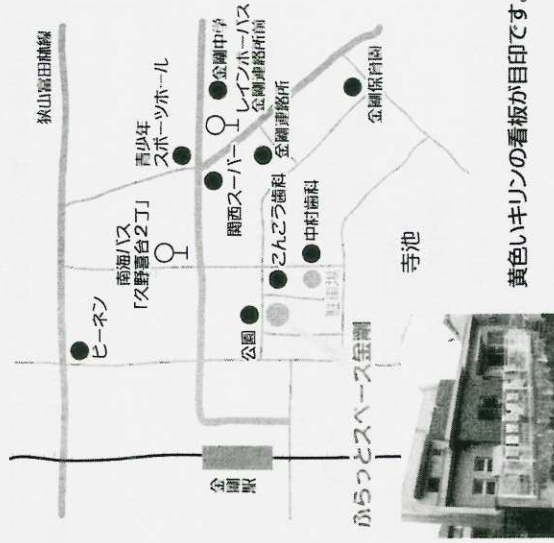 狭山富田林線
ピーネン
南海バス
「久野喜台2丁」
青少年
スポーツホール
金剛中学
レインボーバス
金剛連絡所前
関西スーパー
金剛連絡所
金剛駅
公園
こんごう歯科
中村歯科
駐車場
金剛保育園
ふらっとスペース金剛
寺池
黄色いキリンの看板が目印です。